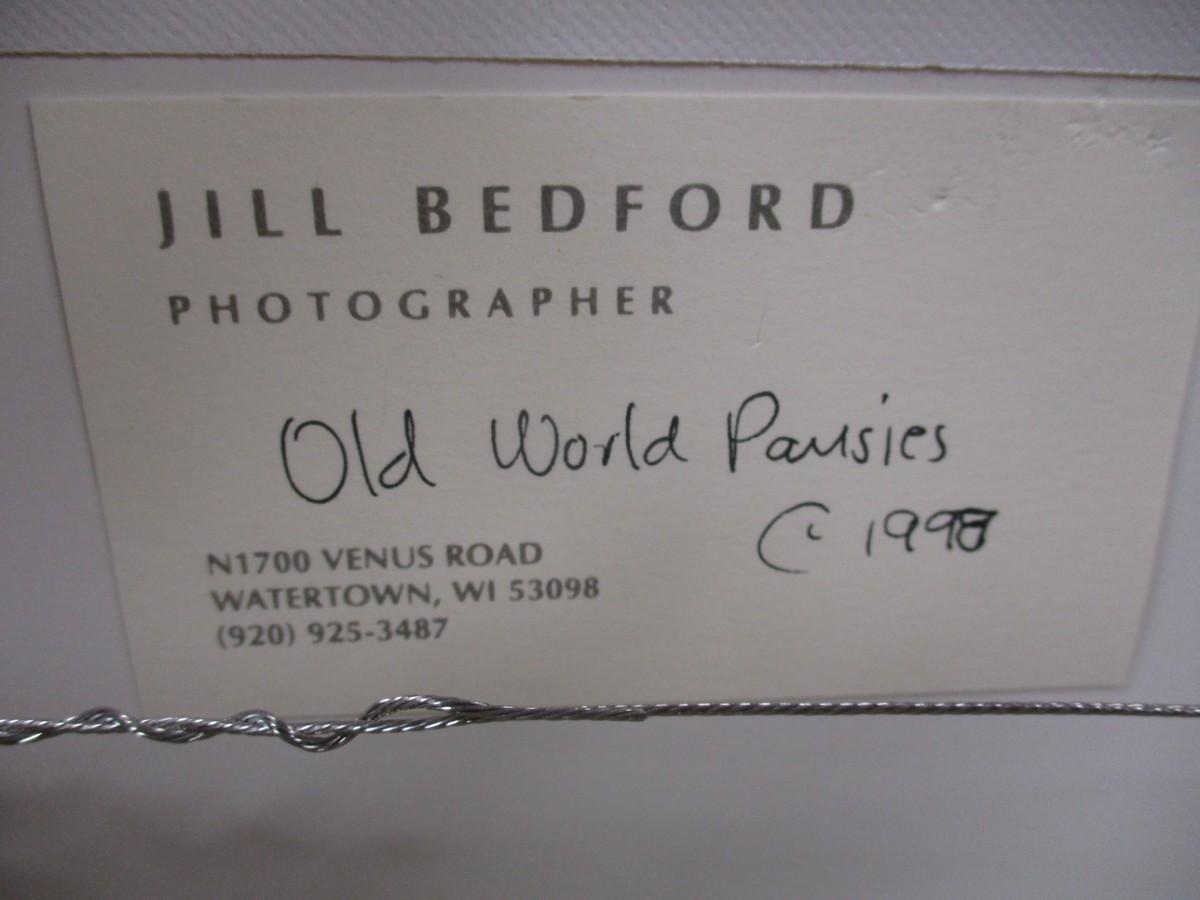 JILL BEDFORD
PHOTOGRAPHER
Old World Pansies
© 1998
N1700 VENUS ROAD
WATERTOWN, WI 53098
(920) 925-3487